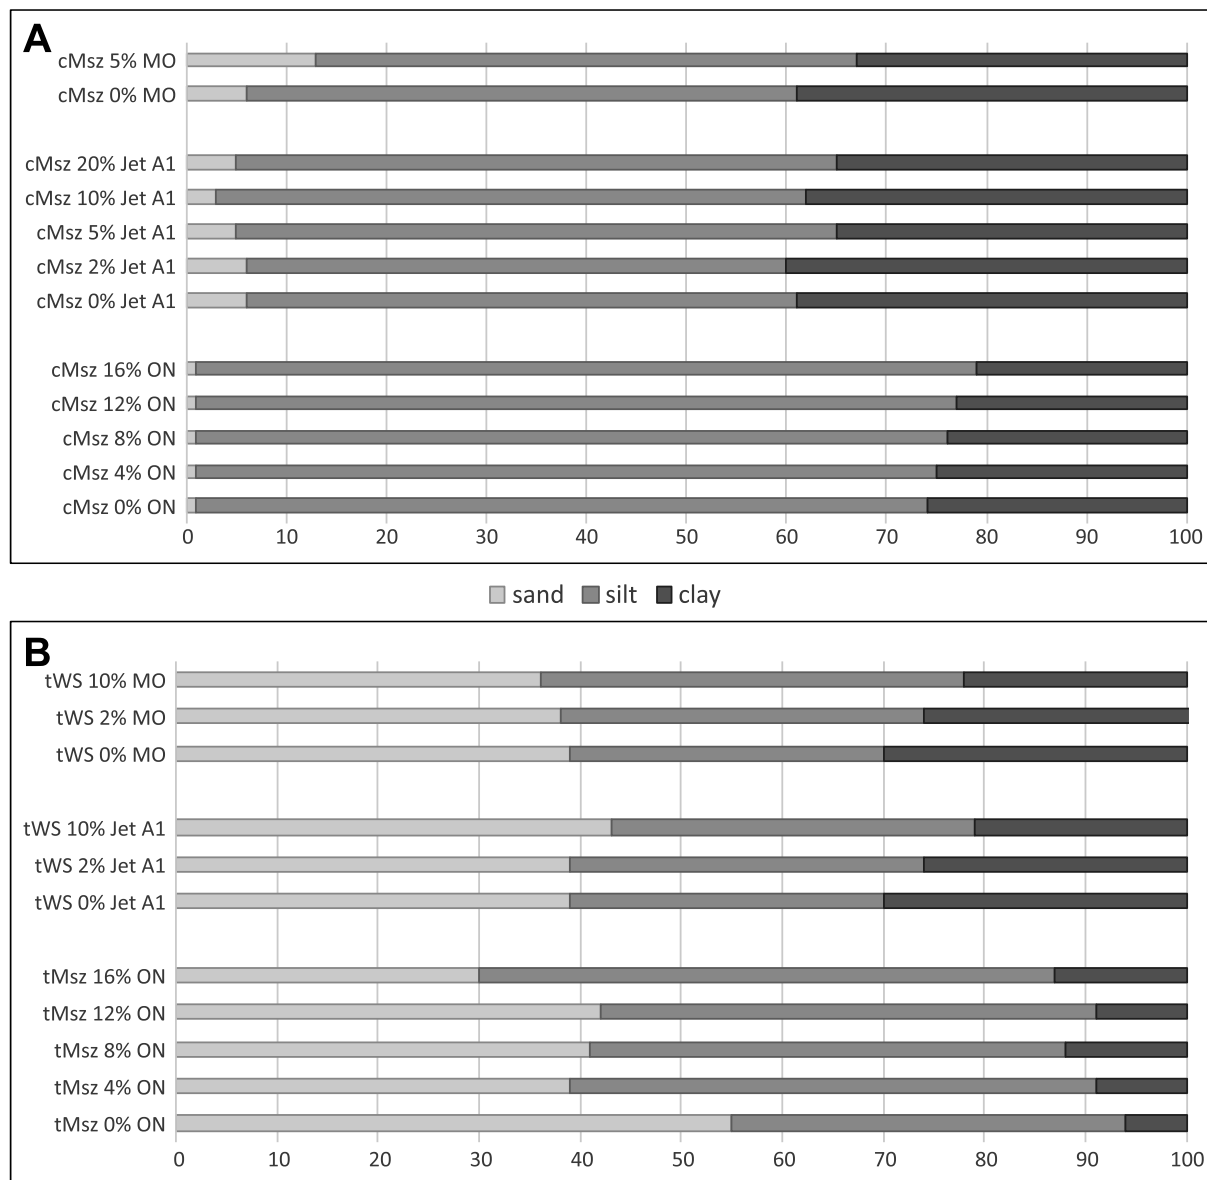 A
cMsz 5% MO
cMsz 0% MO
cMsz 20% Jet A1
cMsz 10% Jet A1
cMsz 5% Jet A1
cMsz 2% Jet A1
cMsz 0% Jet A1
cMsz 16% ON
cMsz 12% ON
cMsz 8% ON
cMsz 4% ON
cMsz 0% ON
0 10 20 30 40 50 60 70 80 90 100
sand silt clay
B
tWS 10% MO
tWS 2% MO
tWS 0% MO
tWS 10% Jet A1
tWS 2% Jet A1
tWS 0% Jet A1
tMsz 16% ON
tMsz 12% ON
tMsz 8% ON
tMsz 4% ON
tMsz 0% ON
0 10 20 30 40 50 60 70 80 90 100